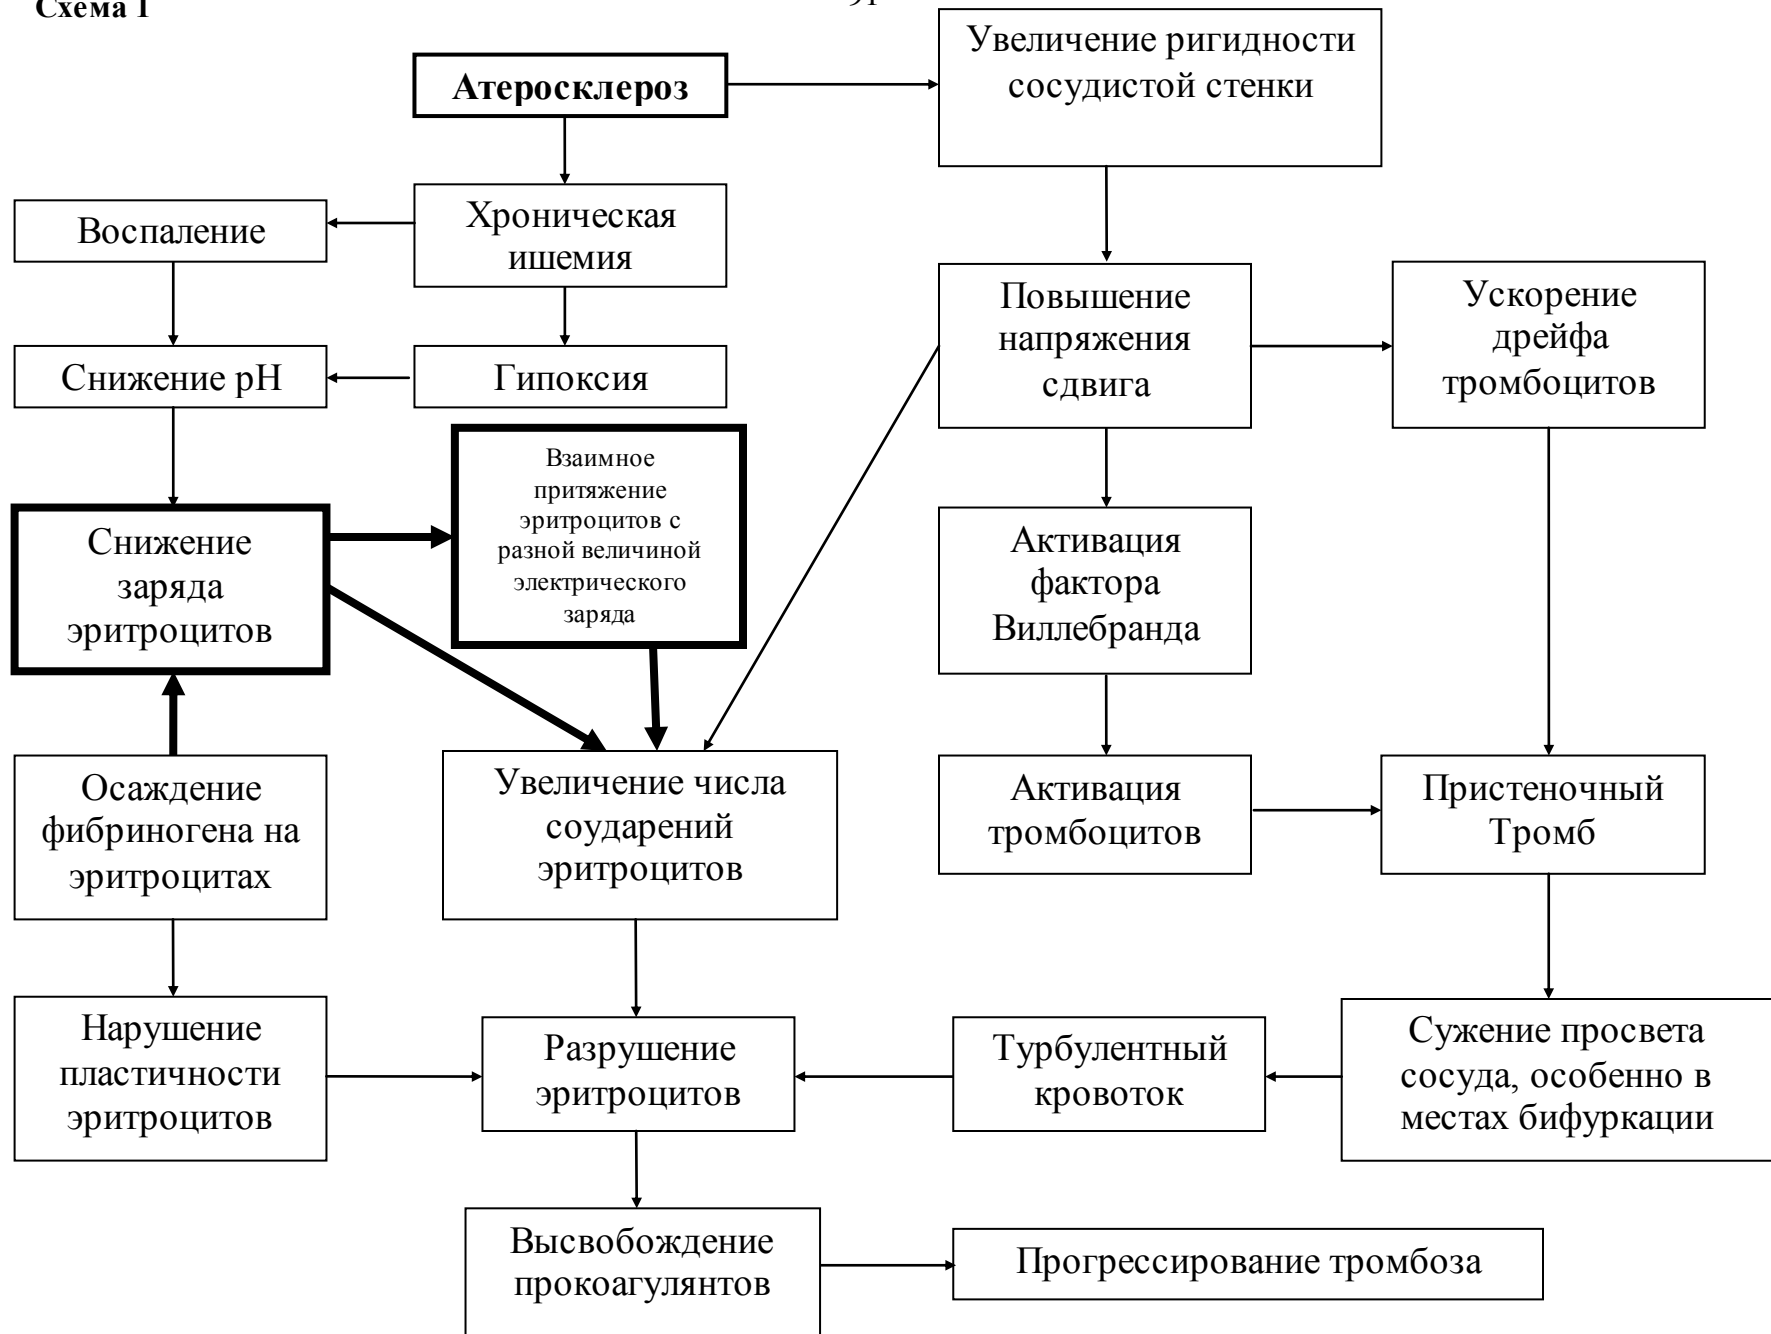 Схема 1
Увеличение ригидности
сосудистой стенки
Атеросклероз
Хроническая
ишемия
Воспаление
Повышение
напряжения
сдвига
Ускорение
дрейфа
тромбоцитов
Снижение рН
Гипоксия
Взаимное
притяжение
эритроцитов с
разной величиной
электрического
заряда
Снижение
заряда
эритроцитов
Активация
фактора
Виллебранда
Осаждение
фибриногена на
эритроцитах
Увеличение числа
соударений
эритроцитов
Активация
тромбоцитов
Пристеночный
Тромб
Нарушение
пластичности
эритроцитов
Разрушение
эритроцитов
Турбулентный
кровоток
Сужение просвета
сосуда, особенно в
местах бифуркации
Высвобождение
прокоагулянтов
Прогрессирование тромбоза